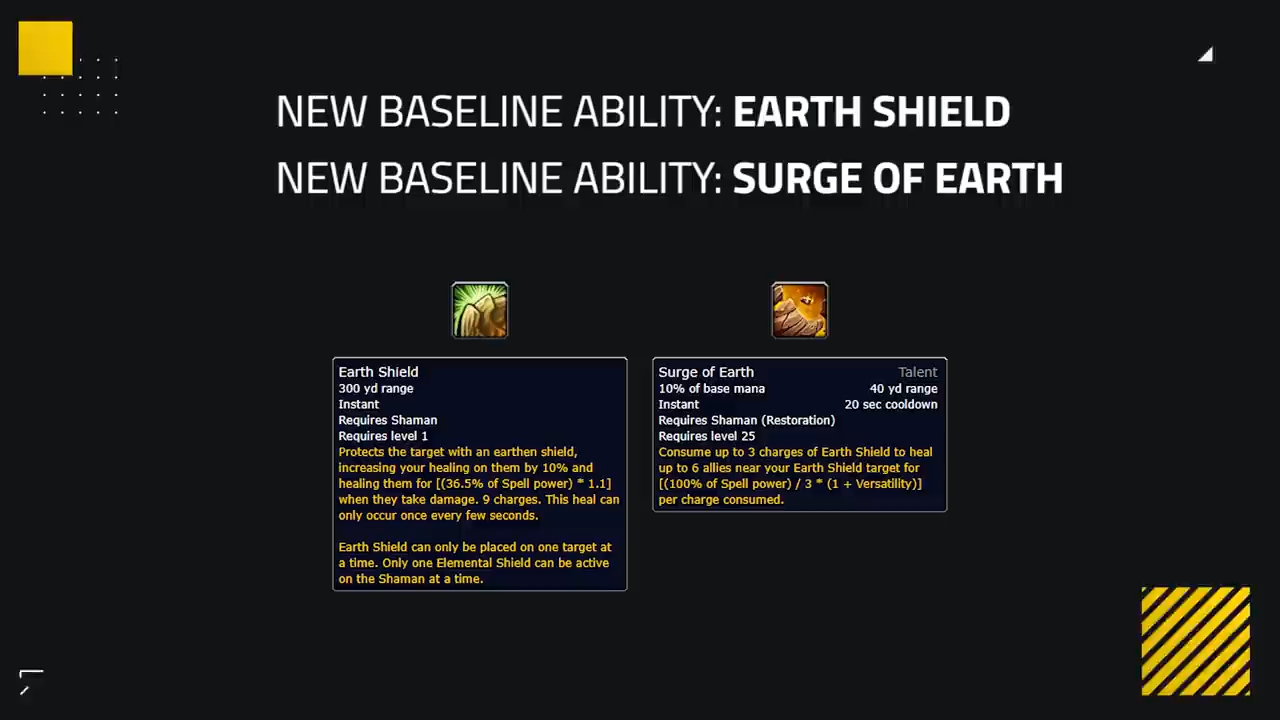 NEW BASELINE ABILITY: EARTH SHIELD
NEW BASELINE ABILITY: SURGE OF EARTH
Earth Shield
300 yd range
Instant
Requires Shaman
Requires level 1
Protects the target with an earthen shield,
increasing your healing on them by 10% and
healing them for [(36.5% of Spell power) * 1.1]
when they take damage. 9 charges. This heal can
only occur once every few seconds.
Earth Shield can only be placed on one target at
a time. Only one Elemental Shield can be active
on the Shaman at a time.
Surge of Earth Talent
10% of base mana 40 yd range
Instant 20 sec cooldown
Requires Shaman (Restoration)
Requires level 25
Consume up to 3 charges of Earth Shield to heal
up to 6 allies near your Earth Shield target for
[(100% of Spell power) / 3 * (1 + Versatility)]
per charge consumed.